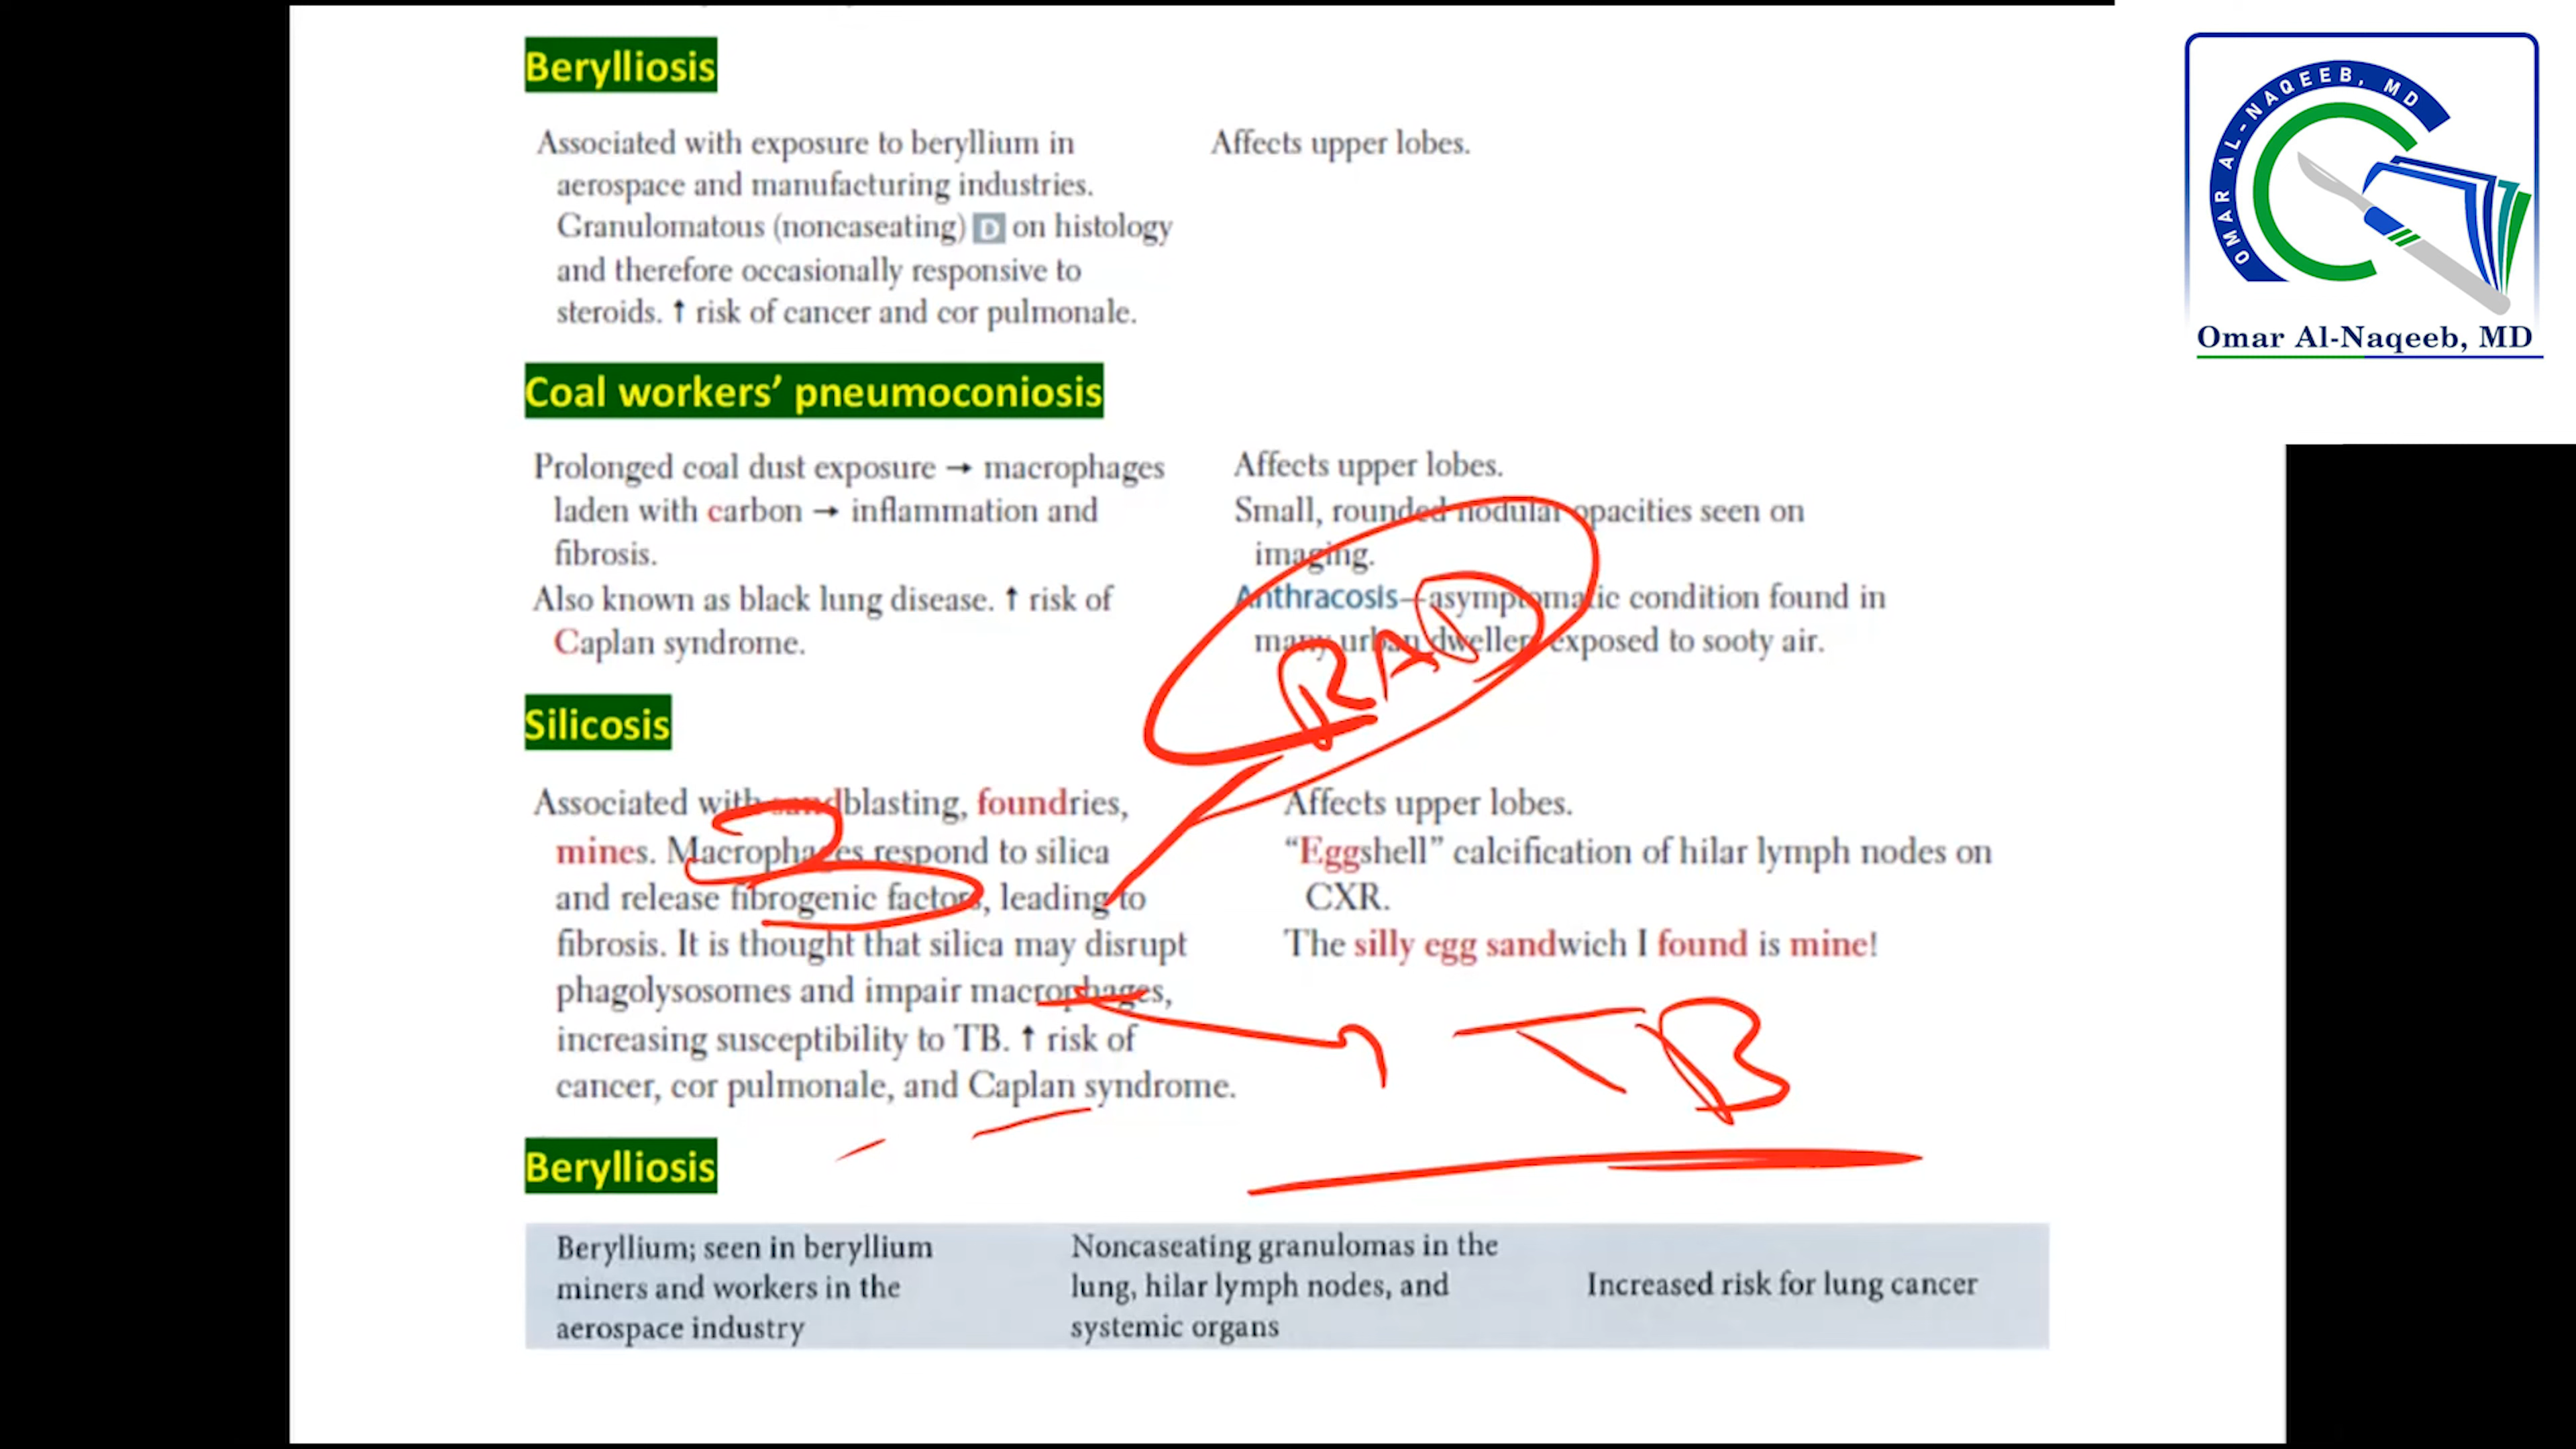 Berylliosis
Associated with exposure to beryllium in
aerospace and manufacturing industries.
Granulomatous (noncaseating) D on histology
and therefore occasionally responsive to
steroids. ↑ risk of cancer and cor pulmonale.
Affects upper lobes.
Coal workers’ pneumoconiosis
Prolonged coal dust exposure → macrophages
laden with carbon → inflammation and
fibrosis.
Also known as black lung disease. ↑ risk of
Caplan syndrome.
Affects upper lobes.
Small, rounded nodular opacities seen on
imaging.
Anthracosis—asymptomatic condition found in
many urban dwellers exposed to sooty air.
RA
Silicosis
Associated with sandblasting, foundries,
mines. Macrophages respond to silica
and release fibrogenic factors, leading to
fibrosis. It is thought that silica may disrupt
phagolysosomes and impair macrophages,
increasing susceptibility to TB. ↑ risk of
cancer, cor pulmonale, and Caplan syndrome.
Affects upper lobes.
“Eggshell” calcification of hilar lymph nodes on
CXR.
The silly egg sandwich I found is mine!
TB
Berylliosis
Beryllium; seen in beryllium
miners and workers in the
aerospace industry
Noncaseating granulomas in the
lung, hilar lymph nodes, and
systemic organs
Increased risk for lung cancer
OMAR AL-NAQEEB, MD
Omar Al-Naqeeb, MD